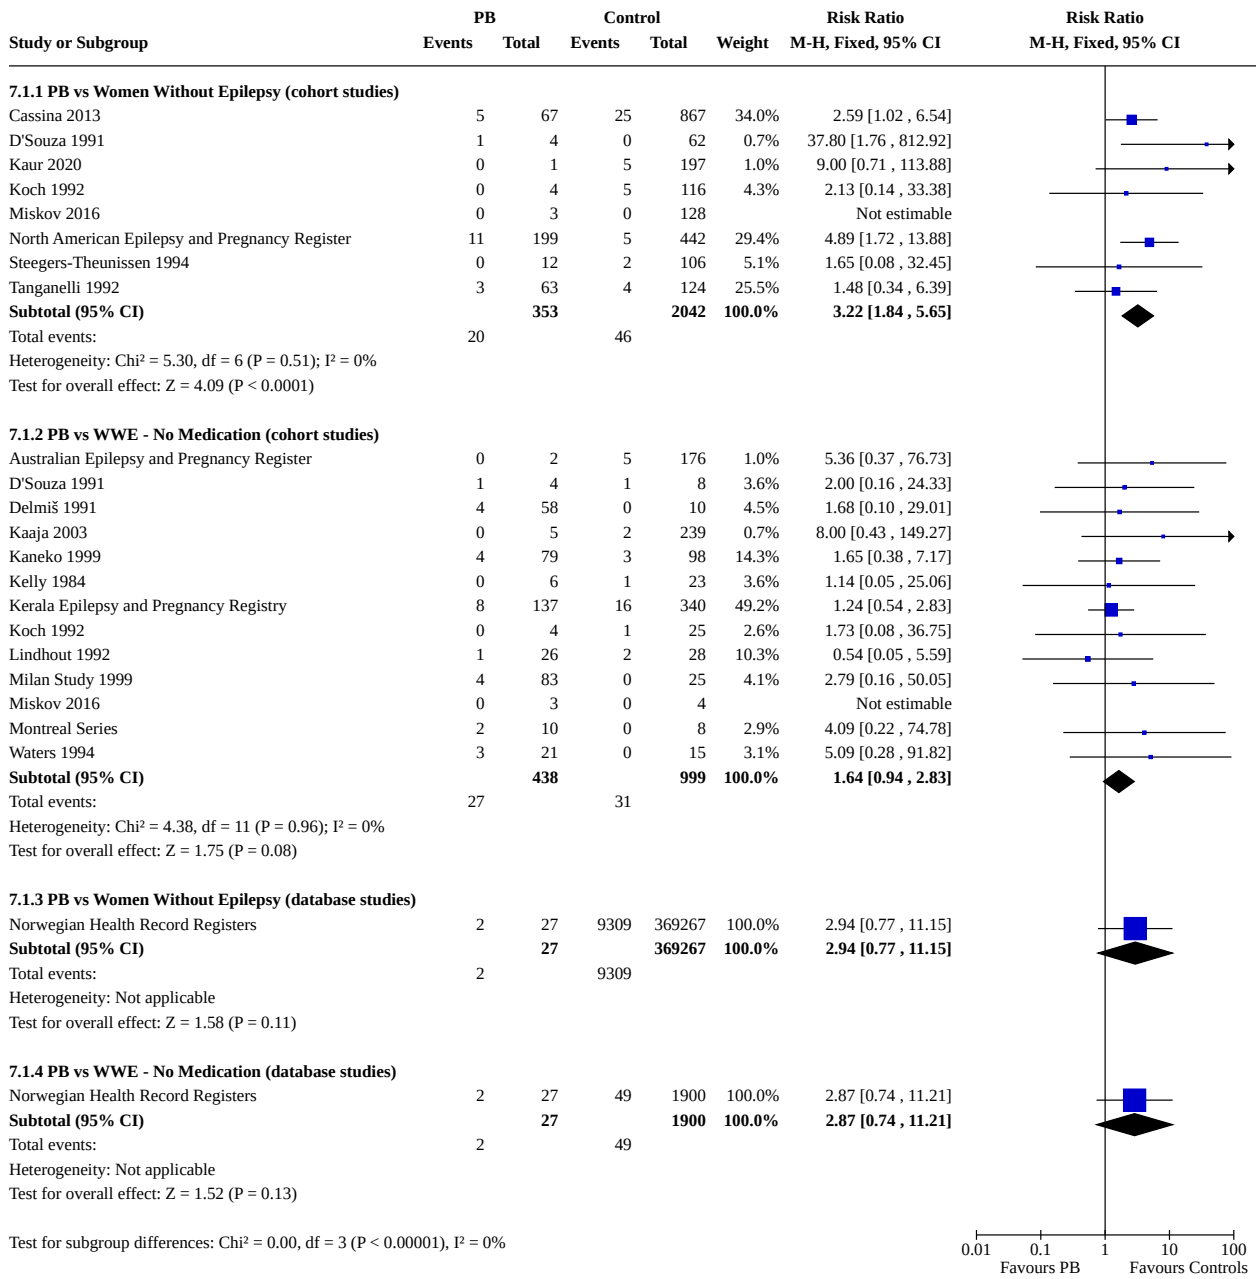 PB Control Risk Ratio Risk Ratio
Study or Subgroup Events Total Events Total Weight M-H, Fixed, 95% CI M-H, Fixed, 95% CI
7.1.1 PB vs Women Without Epilepsy (cohort studies)
Cassina 2013 5 67 25 867 34.0% 2.59 [1.02 , 6.54]
D'Souza 1991 1 4 0 62 0.7% 37.80 [1.76 , 812.92]
Kaur 2020 0 1 5 197 1.0% 9.00 [0.71 , 113.88]
Koch 1992 0 4 5 116 4.3% 2.13 [0.14 , 33.38]
Miskov 2016 0 3 0 128 Not estimable
North American Epilepsy and Pregnancy Register 11 199 5 442 29.4% 4.89 [1.72 , 13.88]
Steegers-Theunissen 1994 0 12 2 106 5.1% 1.65 [0.08 , 32.45]
Tanganelli 1992 3 63 4 124 25.5% 1.48 [0.34 , 6.39]
Subtotal (95% CI) 353 2042 100.0% 3.22 [1.84 , 5.65]
Total events: 20 46
Heterogeneity: Chi² = 5.30, df = 6 (P = 0.51); I² = 0%
Test for overall effect: Z = 4.09 (P < 0.0001)
7.1.2 PB vs WWE - No Medication (cohort studies)
Australian Epilepsy and Pregnancy Register 0 2 5 176 1.0% 5.36 [0.37 , 76.73]
D'Souza 1991 1 4 1 8 3.6% 2.00 [0.16 , 24.33]
Delmiš 1991 4 58 0 10 4.5% 1.68 [0.10 , 29.01]
Kaaja 2003 0 5 2 239 0.7% 8.00 [0.43 , 149.27]
Kaneko 1999 4 79 3 98 14.3% 1.65 [0.38 , 7.17]
Kelly 1984 0 6 1 23 3.6% 1.14 [0.05 , 25.06]
Kerala Epilepsy and Pregnancy Registry 8 137 16 340 49.2% 1.24 [0.54 , 2.83]
Koch 1992 0 4 1 25 2.6% 1.73 [0.08 , 36.75]
Lindhout 1992 1 26 2 28 10.3% 0.54 [0.05 , 5.59]
Milan Study 1999 4 83 0 25 4.1% 2.79 [0.16 , 50.05]
Miskov 2016 0 3 0 4 Not estimable
Montreal Series 2 10 0 8 2.9% 4.09 [0.22 , 74.78]
Waters 1994 3 21 0 15 3.1% 5.09 [0.28 , 91.82]
Subtotal (95% CI) 438 999 100.0% 1.64 [0.94 , 2.83]
Total events: 27 31
Heterogeneity: Chi² = 4.38, df = 11 (P = 0.96); I² = 0%
Test for overall effect: Z = 1.75 (P = 0.08)
7.1.3 PB vs Women Without Epilepsy (database studies)
Norwegian Health Record Registers 2 27 9309 369267 100.0% 2.94 [0.77 , 11.15]
Subtotal (95% CI) 27 369267 100.0% 2.94 [0.77 , 11.15]
Total events: 2 9309
Heterogeneity: Not applicable
Test for overall effect: Z = 1.58 (P = 0.11)
7.1.4 PB vs WWE - No Medication (database studies)
Norwegian Health Record Registers 2 27 49 1900 100.0% 2.87 [0.74 , 11.21]
Subtotal (95% CI) 27 1900 100.0% 2.87 [0.74 , 11.21]
Total events: 2 49
Heterogeneity: Not applicable
Test for overall effect: Z = 1.52 (P = 0.13)
Test for subgroup differences: Chi² = 0.00, df = 3 (P < 0.00001), I² = 0%
0.01 0.1 1 10 100
Favours PB Favours Controls